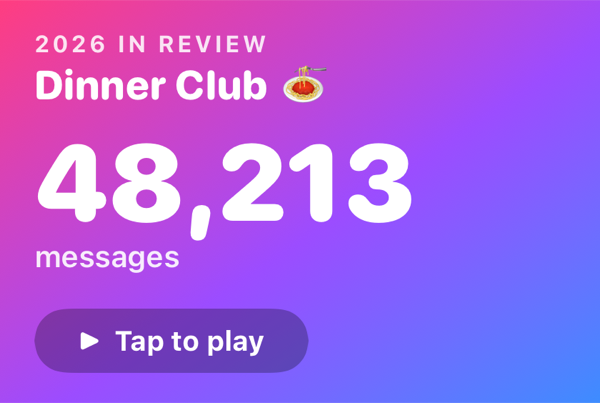 2026 IN REVIEW
Dinner Club 🍝
48,213
messages
Tap to play